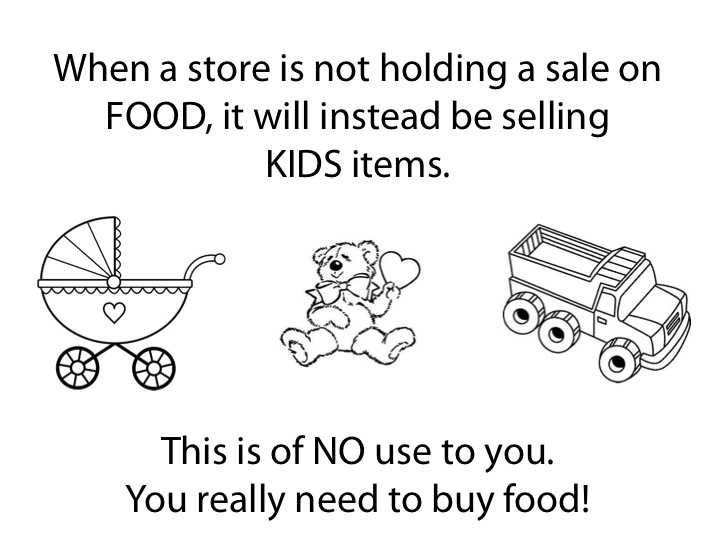 When a store is not holding a sale on
FOOD, it will instead be selling
KIDS items.
This is of NO use to you.
You really need to buy food!